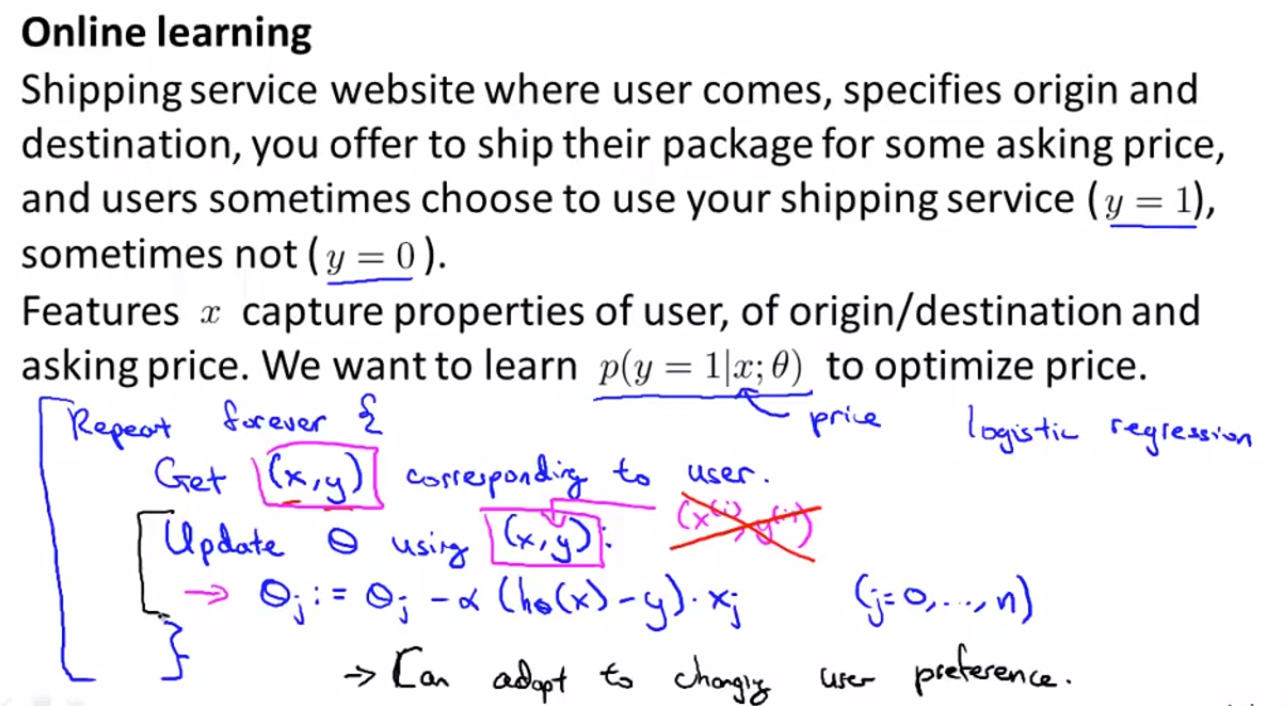 Online learning
Shipping service website where user comes, specifies origin and
destination, you offer to ship their package for some asking price,
and users sometimes choose to use your shipping service (y = 1),
sometimes not (y = 0).
Features x capture properties of user, of origin/destination and
asking price. We want to learn p(y = 1|x; θ) to optimize price.
price logistic regression
Repeat forever {
Get (x,y) corresponding to user.
Update θ using (x,y): (x^(i), y^(i))
→ θj := θj - α (hθ(x) - y) · xj (j=0,...,n)
}
→ Can adapt to changing user preference.